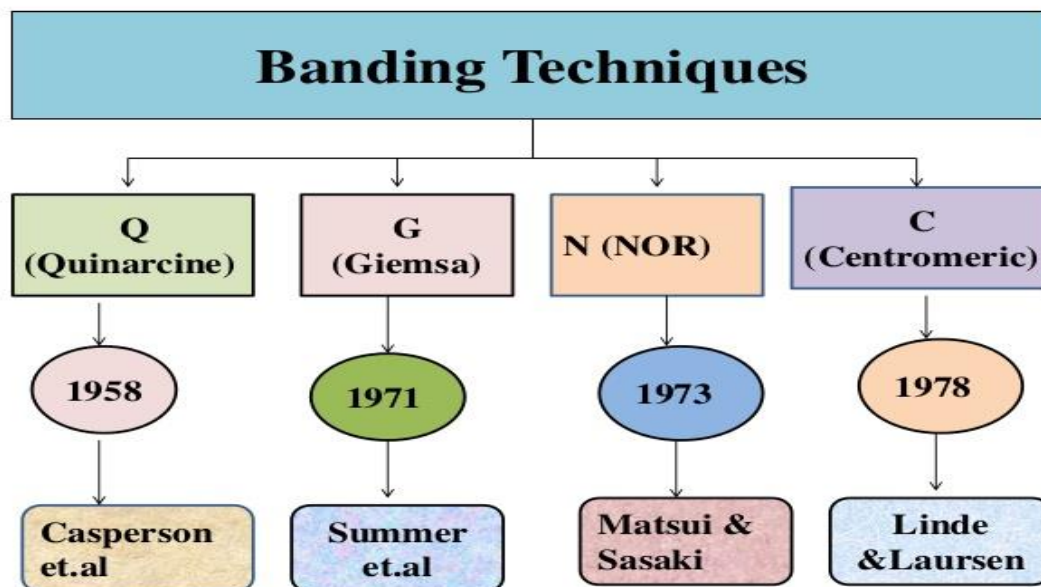 Banding Techniques
Q
(Quinarcine)
G
(Giemsa)
N (NOR)
C
(Centromeric)
1958
1971
1973
1978
Casperson
et.al
Summer
et.al
Matsui &
Sasaki
Linde
&Laursen